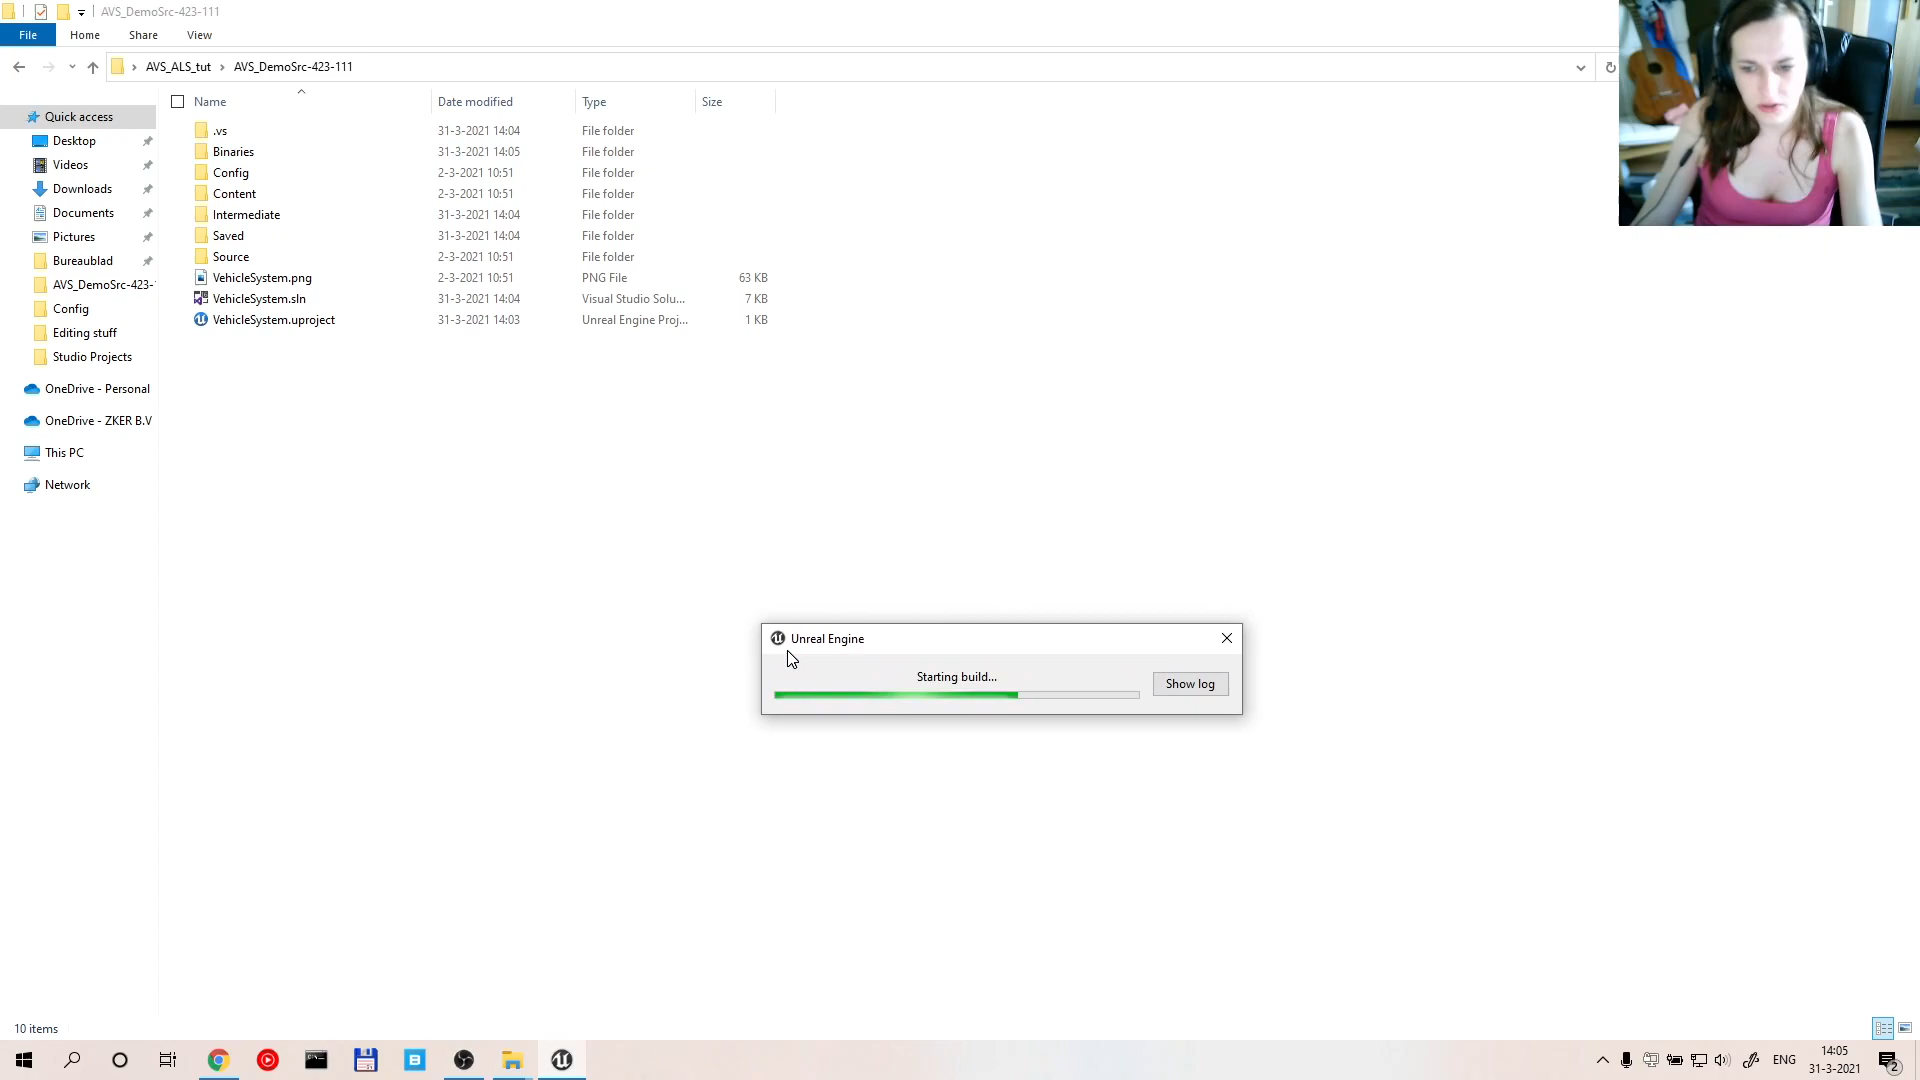 AVS_DemoSrc-423-111
File Home Share View
AVS_ALS_tut AVS_DemoSrc-423-111
Name Date modified Type Size
Quick access
Desktop
Videos
Downloads
Documents
Pictures
Bureaublad
AVS_DemoSrc-423-
Config
Editing stuff
Studio Projects
OneDrive - Personal
OneDrive - ZKER B.V
This PC
Network
.vs 31-3-2021 14:04 File folder
Binaries 31-3-2021 14:05 File folder
Config 2-3-2021 10:51 File folder
Content 2-3-2021 10:51 File folder
Intermediate 31-3-2021 14:04 File folder
Saved 31-3-2021 14:04 File folder
Source 2-3-2021 10:51 File folder
VehicleSystem.png 2-3-2021 10:51 PNG File 63 KB
VehicleSystem.sln 31-3-2021 14:04 Visual Studio Solu... 7 KB
VehicleSystem.uproject 31-3-2021 14:03 Unreal Engine Proj... 1 KB
Unreal Engine
Starting build...
Show log
10 items
ENG
14:05
31-3-2021
2